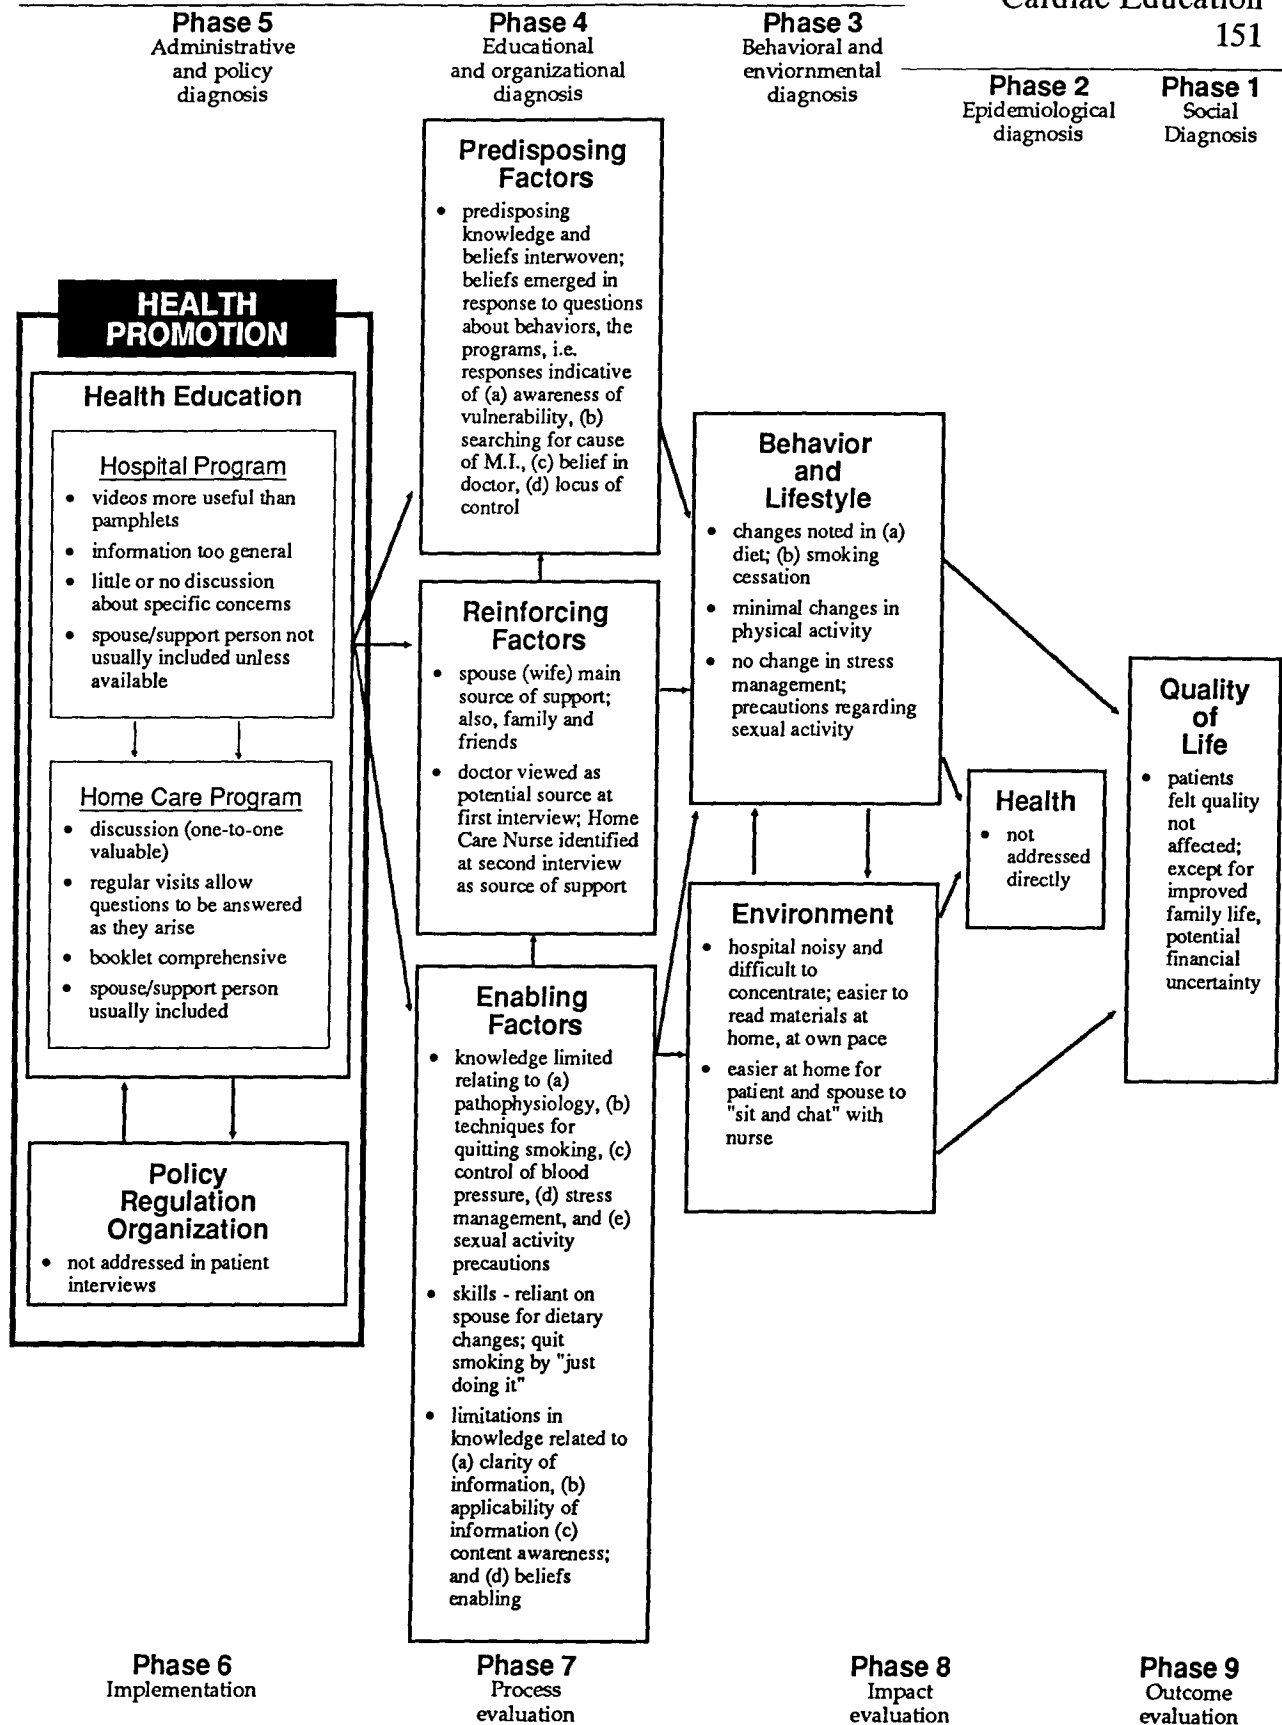 Cardiac Education
151
Phase 5
Administrative
and policy
diagnosis
Phase 4
Educational
and organizational
diagnosis
Phase 3
Behavioral and
enviornmental
diagnosis
Phase 2
Epidemiological
diagnosis
Phase 1
Social
Diagnosis
HEALTH
PROMOTION
Health Education
Hospital Program
• videos more useful than
pamphlets
• information too general
• little or no discussion
about specific concerns
• spouse/support person not
usually included unless
available
Home Care Program
• discussion (one-to-one
valuable)
• regular visits allow
questions to be answered
as they arise
• booklet comprehensive
• spouse/support person
usually included
Policy
Regulation
Organization
• not addressed in patient
interviews
Predisposing
Factors
• predisposing
knowledge and
beliefs interwoven;
beliefs emerged in
response to questions
about behaviors, the
programs, i.e.
responses indicative
of (a) awareness of
vulnerability, (b)
searching for cause
of M.I., (c) belief in
doctor, (d) locus of
control
Reinforcing
Factors
• spouse (wife) main
source of support;
also, family and
friends
• doctor viewed as
potential source at
first interview; Home
Care Nurse identified
at second interview
as source of support
Enabling
Factors
• knowledge limited
relating to (a)
pathophysiology, (b)
techniques for
quitting smoking, (c)
control of blood
pressure, (d) stress
management, and (e)
sexual activity
precautions
• skills - reliant on
spouse for dietary
changes; quit
smoking by "just
doing it"
• limitations in
knowledge related to
(a) clarity of
information, (b)
applicability of
information (c)
content awareness;
and (d) beliefs
enabling
Behavior
and
Lifestyle
• changes noted in (a)
diet; (b) smoking
cessation
• minimal changes in
physical activity
• no change in stress
management;
precautions regarding
sexual activity
Environment
• hospital noisy and
difficult to
concentrate; easier to
read materials at
home, at own pace
• easier at home for
patient and spouse to
"sit and chat" with
nurse
Health
• not
addressed
directly
Quality
of
Life
• patients
felt quality
not
affected;
except for
improved
family life,
potential
financial
uncertainty
Phase 6
Implementation
Phase 7
Process
evaluation
Phase 8
Impact
evaluation
Phase 9
Outcome
evaluation